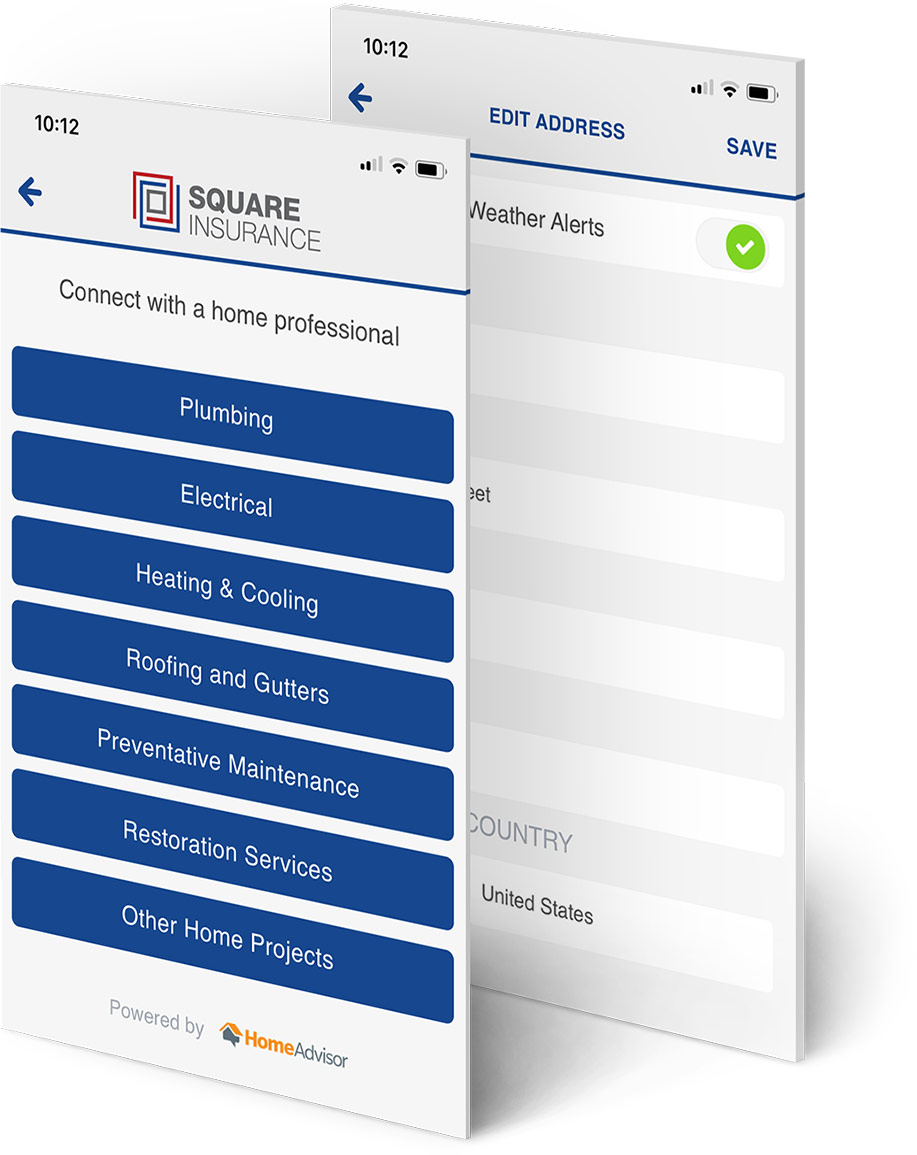 10:12
SQUARE
INSURANCE
Connect with a home professional
Plumbing
Electrical
Heating & Cooling
Roofing and Gutters
Preventative Maintenance
Restoration Services
Other Home Projects
Powered by HomeAdvisor
10:12
EDIT ADDRESS
SAVE
Weather Alerts
eet
COUNTRY
United States